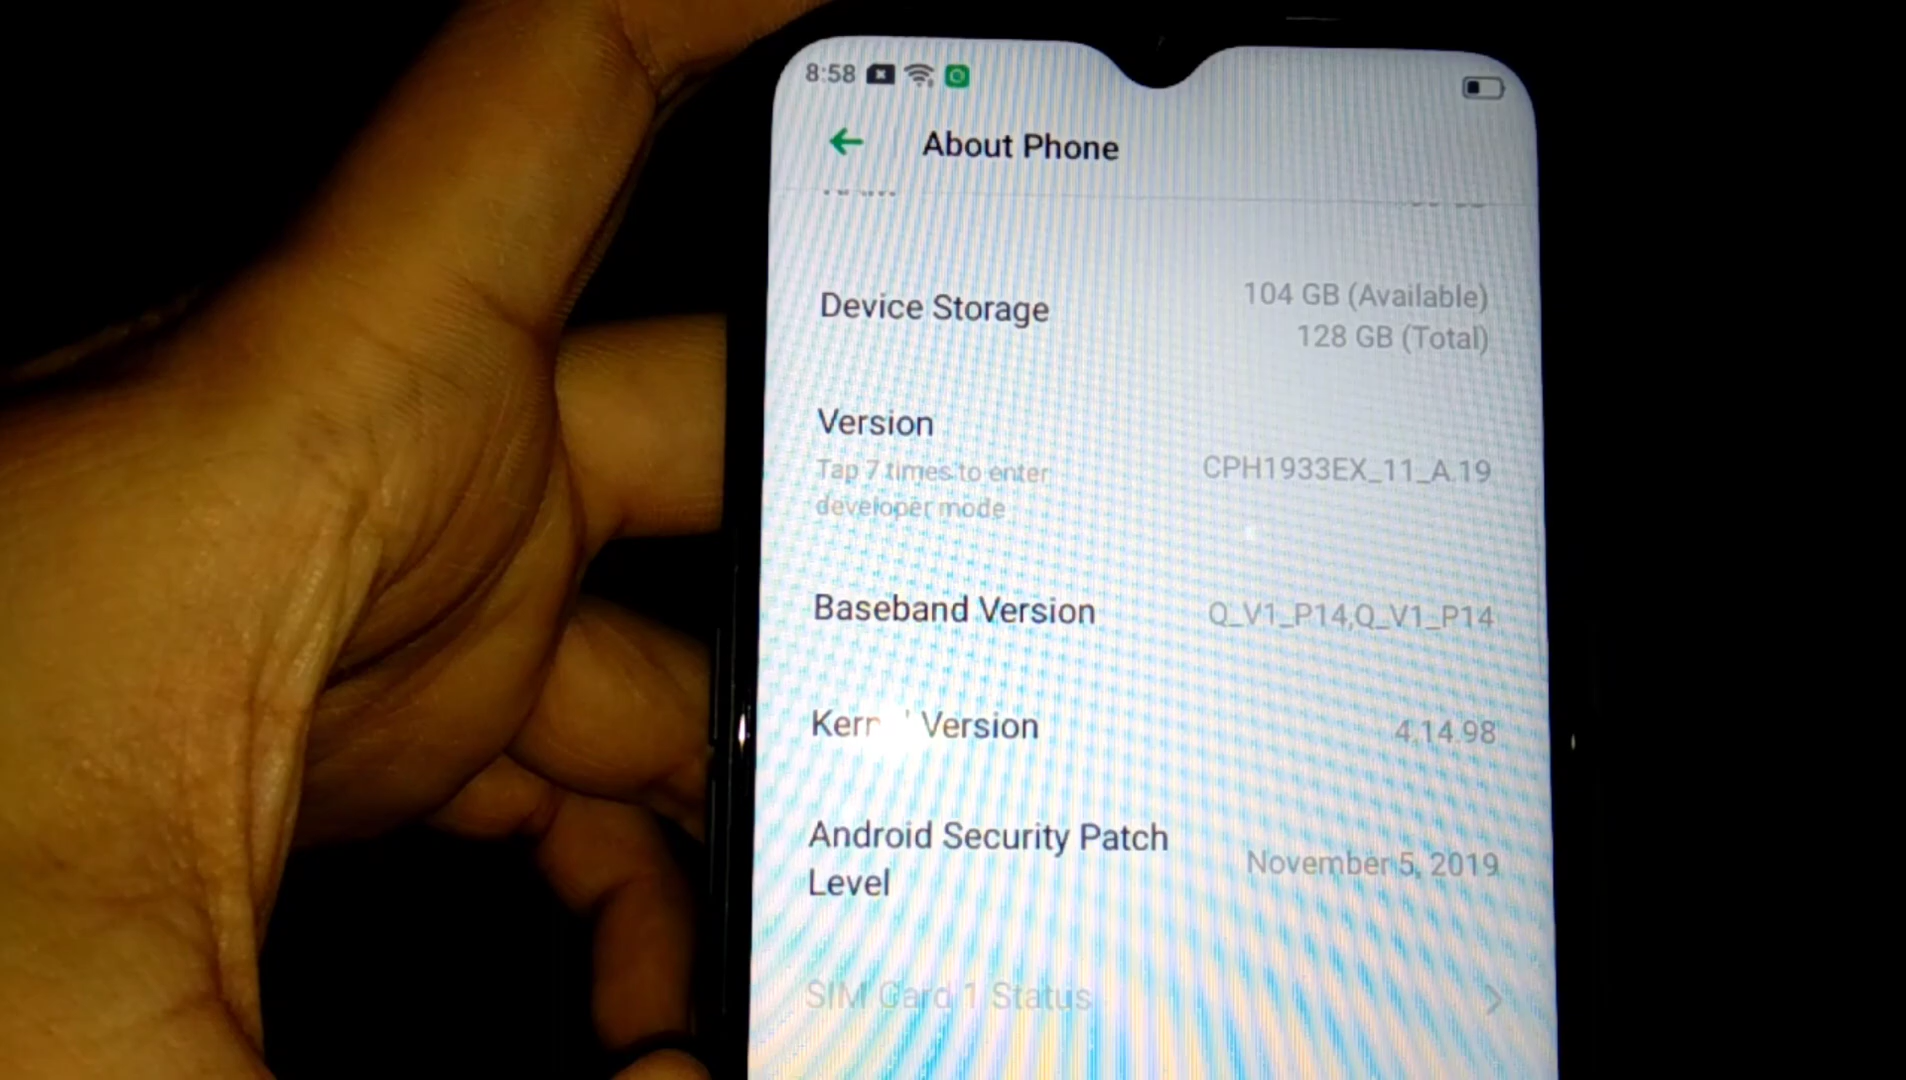 8:58
About Phone
Device Storage
104 GB (Available)
128 GB (Total)
Version
Tap 7 times to enter
developer mode
CPH1933EX_11_A.19
Baseband Version
Q_V1_P14,Q_V1_P14
Version
4.14.98
Android Security Patch
Level
November 5, 2019
SIM Card 1 Status